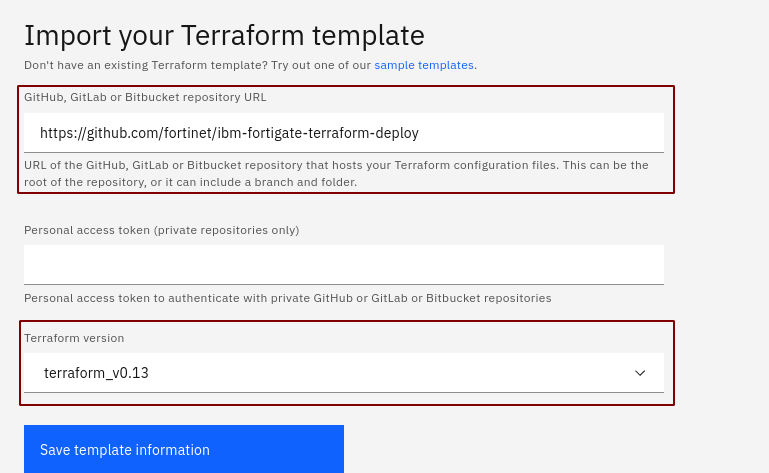 Import your Terraform template
Don't have an existing Terraform template? Try out one of our sample templates.
GitHub, GitLab or Bitbucket repository URL
https://github.com/fortinet/ibm-fortigate-terraform-deploy
URL of the GitHub, GitLab or Bitbucket repository that hosts your Terraform configuration files. This can be the
root of the repository, or it can include a branch and folder.
Personal access token (private repositories only)
Personal access token to authenticate with private GitHub or GitLab or Bitbucket repositories
Terraform version
terraform_v0.13
Save template information